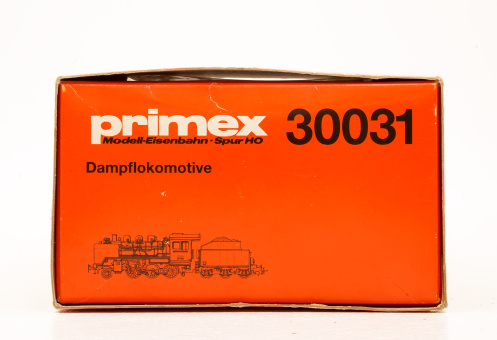 primex 30031
Modell-Eisenbahn · Spur HO
Dampflokomotive